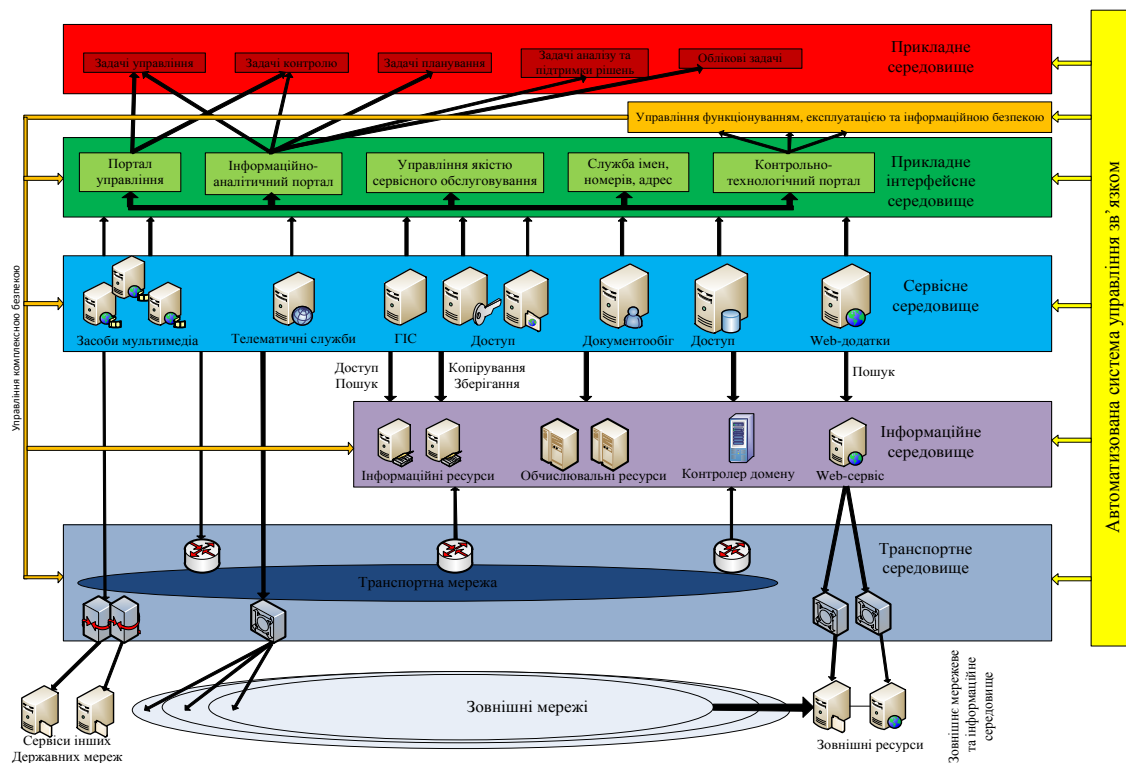 Прикладне
середовище
Задачі управління
Задачі контролю
Задачі планування
Задачі аналізу та
підтримки рішень
Облікові задачі
Управління функціонуванням, експлуатацією та інформаційною безпекою
Портал
управління
Інформаційно-
аналітичний портал
Управління якістю
сервісного обслуговування
Служба імен,
номерів, адрес
Контрольно-
технологічний портал
Прикладне
інтерфейсне
середовище
Сервісне
середовище
Засоби мультимедіа
Телематичні служби
ГІС
Доступ
Документообіг
Доступ
Web-додатки
Доступ
Пошук
Копірування
Зберігання
Пошук
Інформаційне
середовище
Інформаційні ресурси
Обчислювальні ресурси
Контролер домену
Web-сервіс
Транспортне
середовище
Транспортна мережа
Зовнішні мережі
Сервіси інших
Державних мереж
Зовнішні ресурси
Зовнішнє мережеве
та інформаційне
середовище
Управління комплексною безпекою
Автоматизована система управління зв’язком